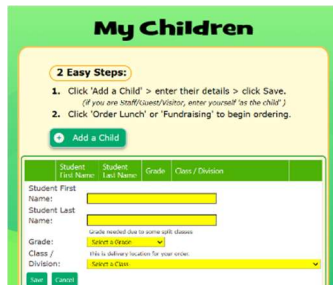 My Children
2 Easy Steps:
1. Click 'Add a Child' > enter their details > click Save.
(if you are Staff/Guest/Visitor, enter yourself 'as the child')
2. Click 'Order Lunch' or 'Fundraising' to begin ordering.
Add a Child
Student First Name Student Last Name Grade Class / Division
Student First Name:
Student Last Name:
Grade needed due to some split classes
Grade: Select a Grade
This is delivery location for your order.
Class / Division: Select a Class
Save Cancel